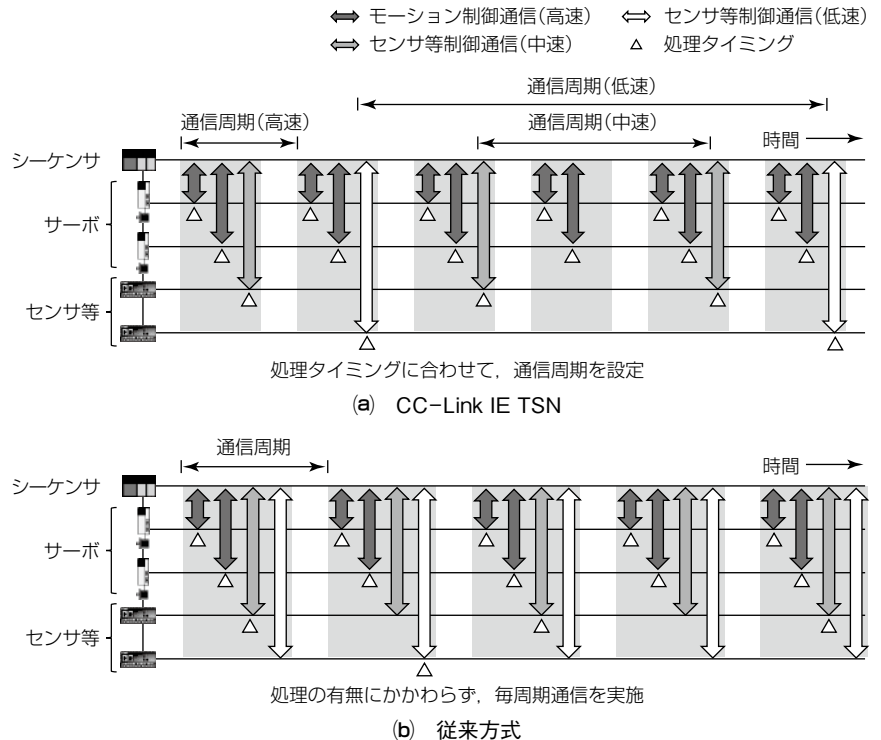 モーション制御通信(高速)
センサ等制御通信(低速)
センサ等制御通信(中速)
処理タイミング
通信周期(低速)
通信周期(高速)
通信周期(中速)
時間
シーケンサ
サーボ
センサ等
処理タイミングに合わせて，通信周期を設定
(a) CC-Link IE TSN
通信周期
時間
シーケンサ
サーボ
センサ等
処理の有無にかかわらず，毎周期通信を実施
(b) 従来方式